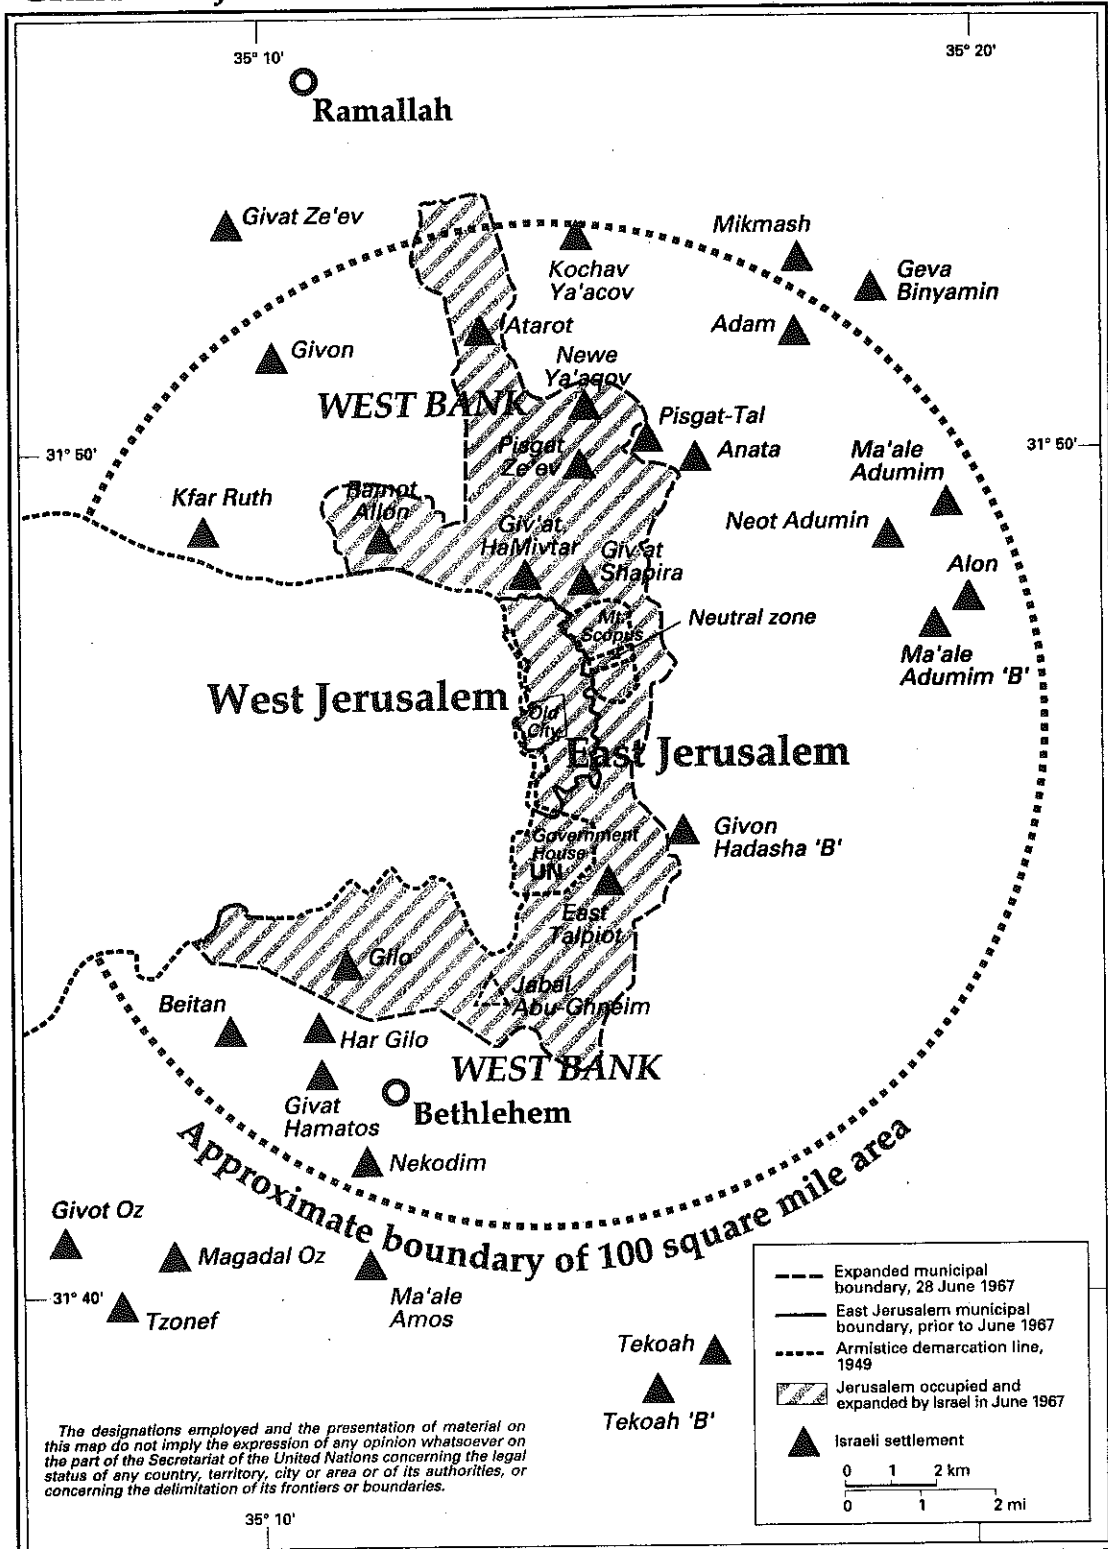 35° 10'
35° 20'
Ramallah
Givat Ze'ev
Mikmash
Kochav
Ya'acov
Geva
Binyamin
Atarot
Adam
Givon
Newe
Ya'aqov
WEST BANK
Pisgat-Tal
31° 50'
Pisgat
Ze'ev
Anata
31° 50'
Ma'ale
Adumim
Kfar Ruth
Ramot
Allon
Giv'at
HaMivtar
Neot Adumin
Giv'at
Shapira
Alon
Mt.
Scopus
Neutral zone
Ma'ale
Adumim 'B'
West Jerusalem
Old
City
East Jerusalem
Givon
Hadasha 'B'
Government
House
UN
East
Talpiot
Gilo
Jabal
Abu-Ghneim
Beitan
Har Gilo
WEST BANK
Givat
Hamatos
Bethlehem
Nekodim
Approximate boundary of 100 square mile area
Givot Oz
Magadal Oz
Ma'ale
Amos
31° 40'
Tzonef
Tekoah
Tekoah 'B'
Expanded municipal
boundary, 28 June 1967
East Jerusalem municipal
boundary, prior to June 1967
Armistice demarcation line,
1949
Jerusalem occupied and
expanded by Israel in June 1967
Israeli settlement
0 1 2 km
0 1 2 mi
The designations employed and the presentation of material on
this map do not imply the expression of any opinion whatsoever on
the part of the Secretariat of the United Nations concerning the legal
status of any country, territory, city or area or of its authorities, or
concerning the delimitation of its frontiers or boundaries.
35° 10'